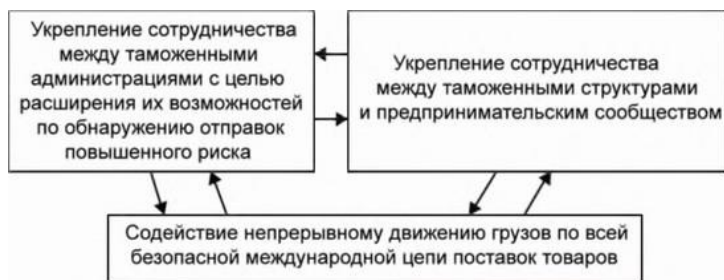 Укрепление сотрудничества
между таможенными
администрациями с целью
расширения их возможностей
по обнаружению отправок
повышенного риска
Укрепление сотрудничества
между таможенными структурами
и предпринимательским сообществом
Содействие непрерывному движению грузов по всей
безопасной международной цепи поставок товаров